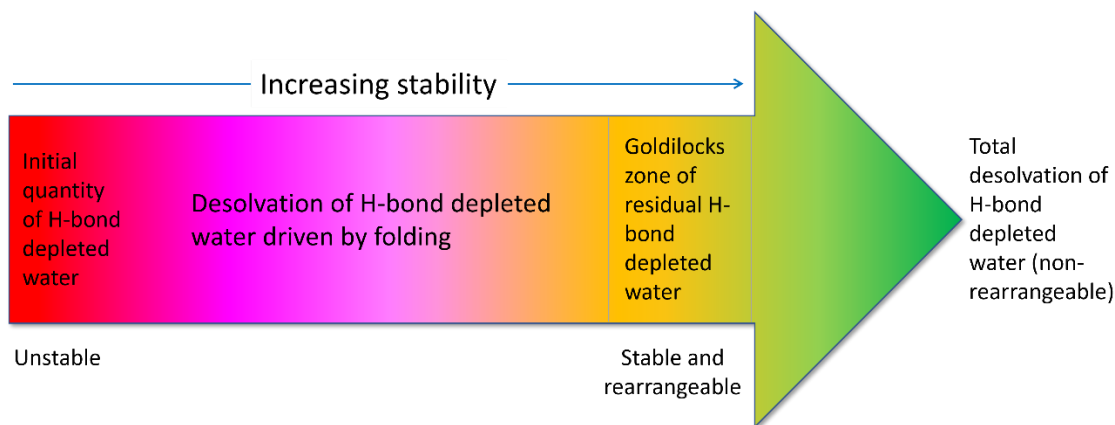 Increasing stability
Initial
quantity
of H-bond
depleted
water
Desolvation of H-bond depleted
water driven by folding
Goldilocks
zone of
residual H-
bond
depleted
water
Total
desolvation of
H-bond
depleted
water (non-
rearrangeable)
Unstable
Stable and
rearrangeable